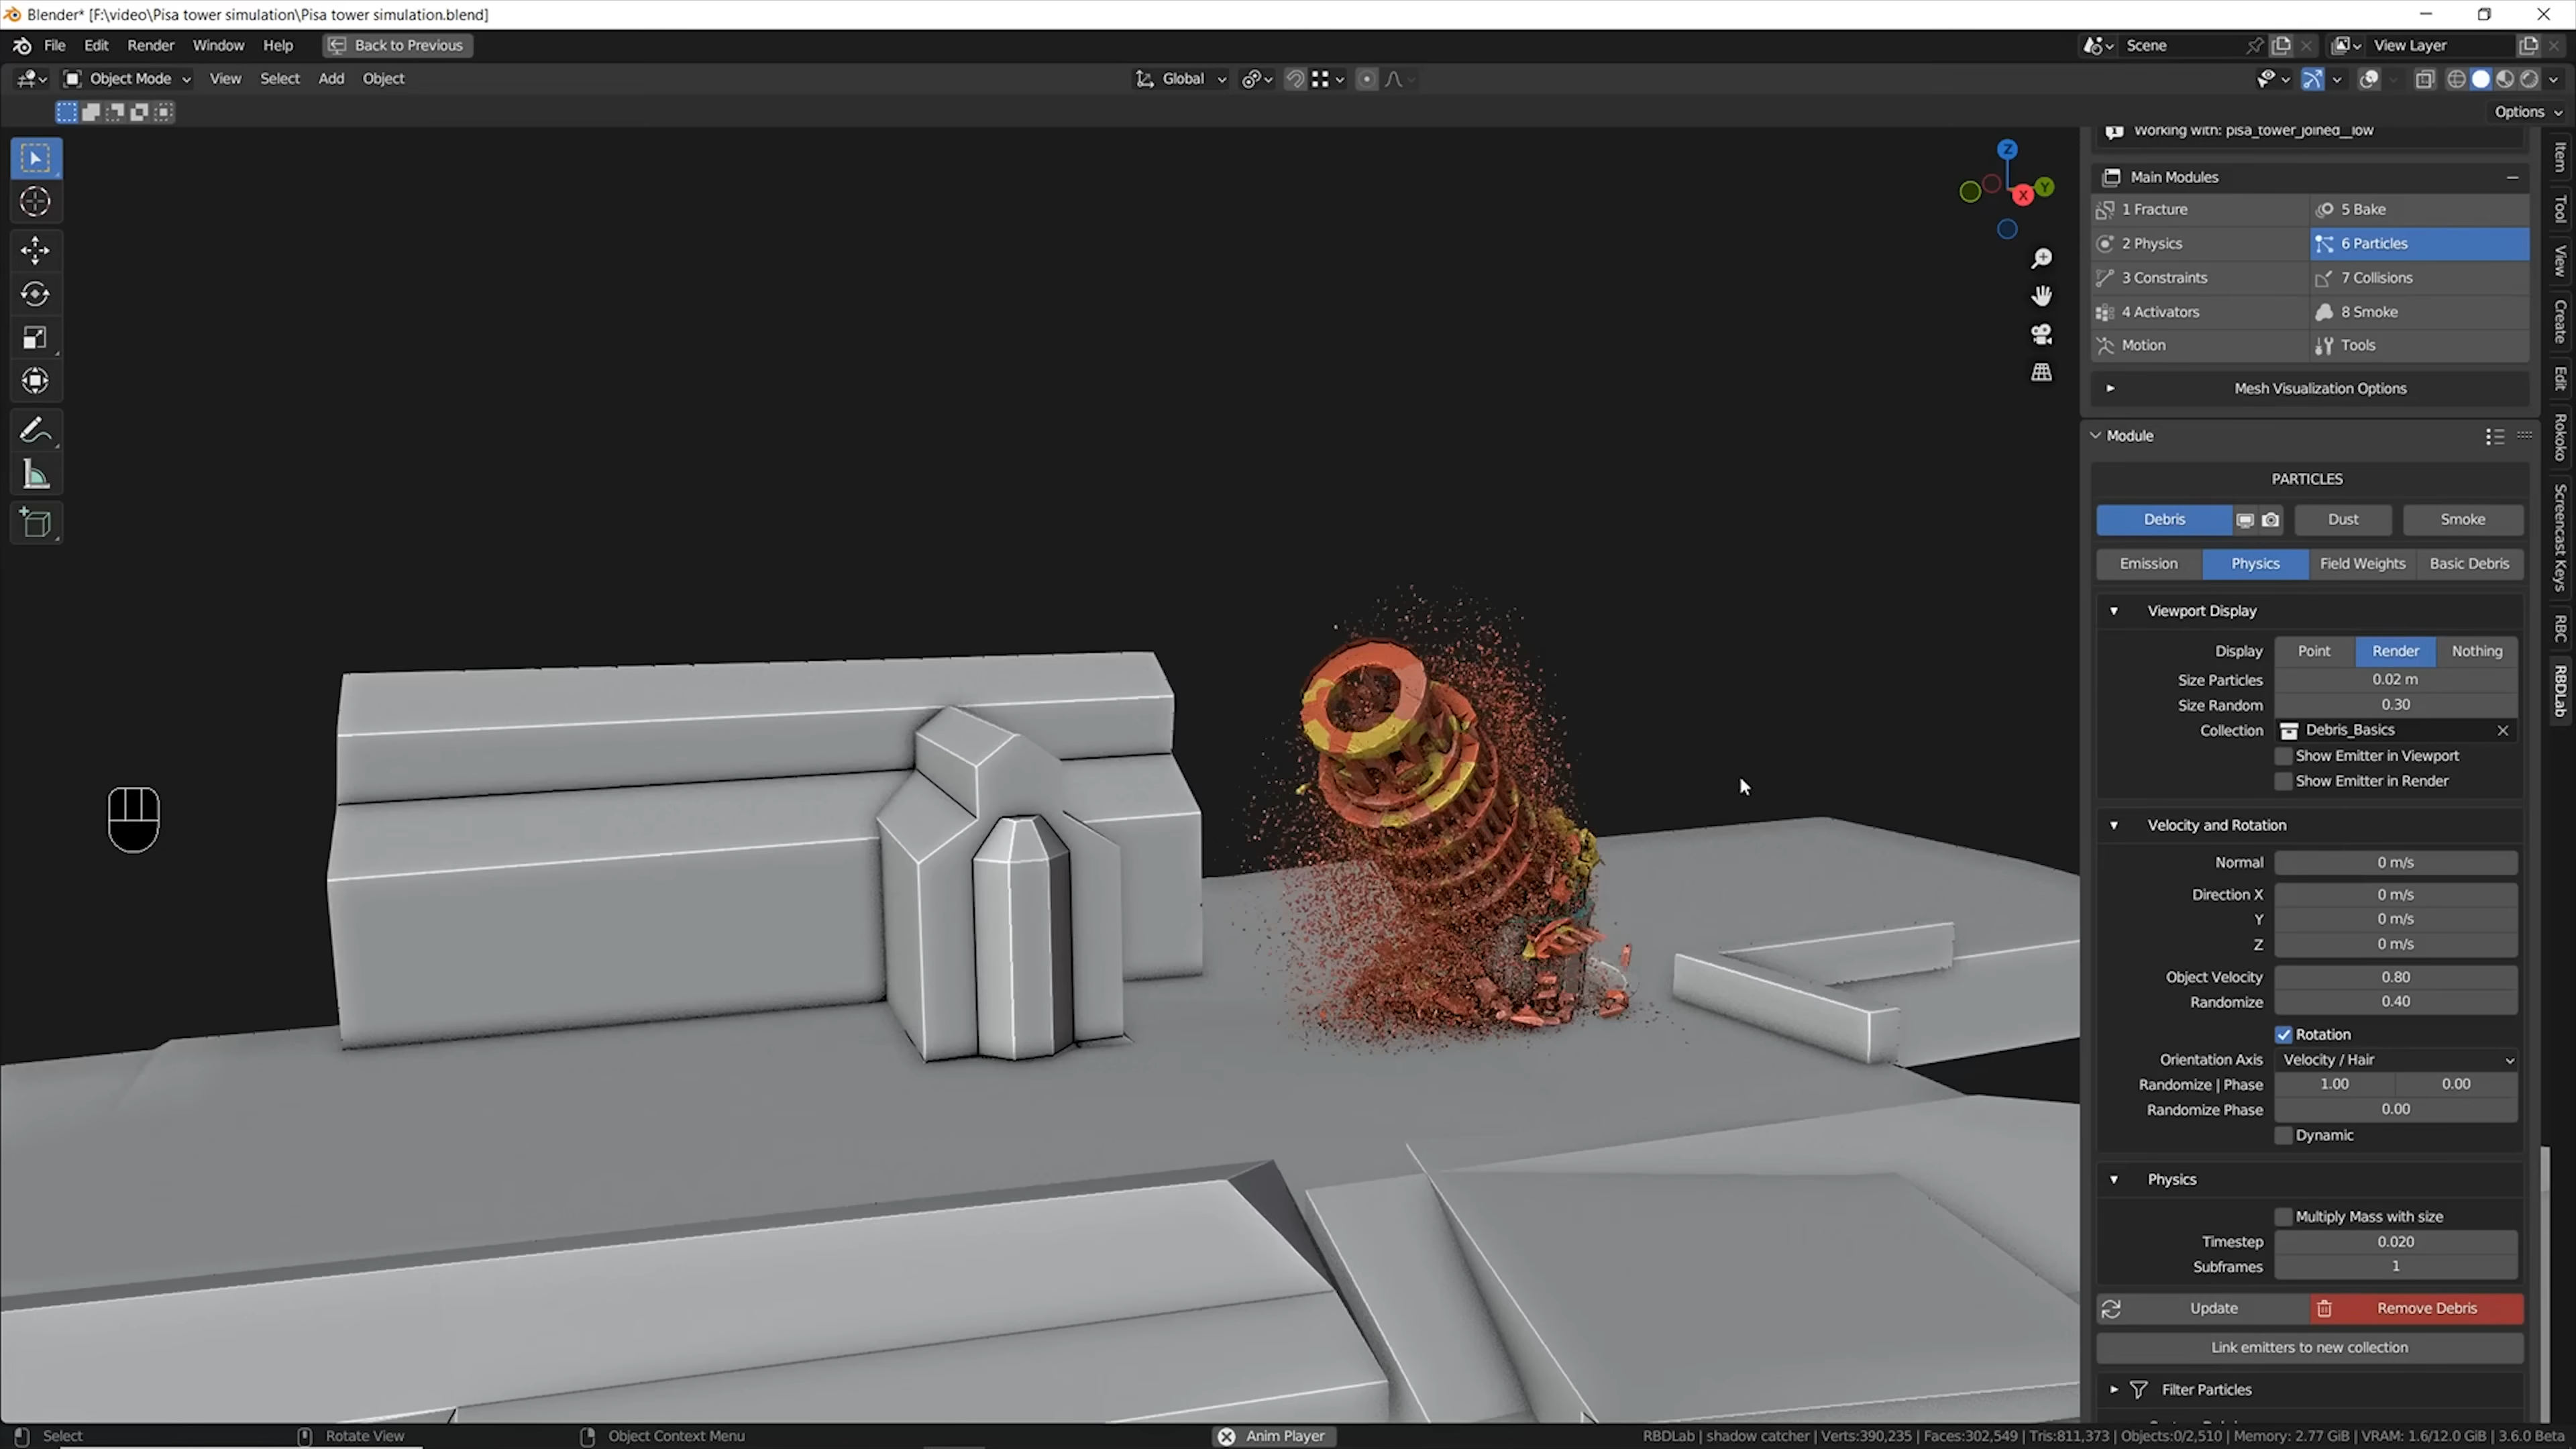 Blender* [F:\video\Pisa tower simulation\Pisa tower simulation.blend]
File Edit Render Window Help Back to Previous
Scene View Layer
Object Mode View Select Add Object
Global
Options
Z
Y
X
Working with: pisa_tower_joined__low
Main Modules
1 Fracture 5 Bake
2 Physics 6 Particles
3 Constraints 7 Collisions
4 Activators 8 Smoke
Motion Tools
Mesh Visualization Options
Module
PARTICLES
Debris Dust Smoke
Emission Physics Field Weights Basic Debris
Viewport Display
Display Point Render Nothing
Size Particles 0.02 m
Size Random 0.30
Collection Debris_Basics
Show Emitter in Viewport
Show Emitter in Render
Velocity and Rotation
Normal 0 m/s
Direction X 0 m/s
Y 0 m/s
Z 0 m/s
Object Velocity 0.80
Randomize 0.40
Rotation
Orientation Axis Velocity / Hair
Randomize | Phase 1.00 0.00
Randomize Phase 0.00
Dynamic
Physics
Multiply Mass with size
Timestep 0.020
Subframes 1
Update Remove Debris
Link emitters to new collection
Filter Particles
Item
Tool
View
Create
Edit
Rokoko
Screencast Keys
RBC
RBDLab
Select Rotate View Object Context Menu Anim Player RBDLab | shadow catcher | Verts:390,235 | Faces:302,549 | Tris:811,373 | Objects:0/2,510 | Memory: 2.77 GiB | VRAM: 1.6/12.0 GiB | 3.6.0 Beta